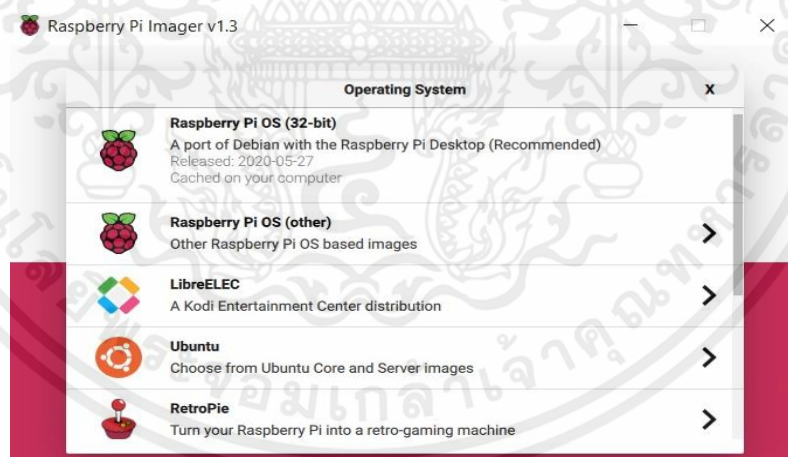 Raspberry Pi Imager v1.3
Operating System
X
Raspberry Pi OS (32-bit)
A port of Debian with the Raspberry Pi Desktop (Recommended)
Released: 2020-05-27
Cached on your computer
Raspberry Pi OS (other)
Other Raspberry Pi OS based images
LibreELEC
A Kodi Entertainment Center distribution
Ubuntu
Choose from Ubuntu Core and Server images
RetroPie
Turn your Raspberry Pi into a retro-gaming machine